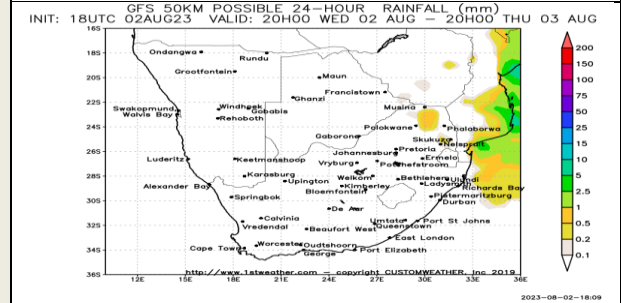 GFS 50KM POSSIBLE 24-HOUR RAINFALL (mm)
INIT: 18UTC 02AUG23 VALID: 20H00 WED 02 AUG – 20H00 THU 03 AUG
16S
18S
20S
22S
24S
26S
28S
30S
32S
34S
36S
Ondangwa
Rundu
Grootfontein
Maun
Francistown
Ghanzi
Windhoek
Gobabis
Swakopmund
Walvis Bay
Rehoboth
Musina
Polokwane
Phalaborwa
Gaborone
Skukuza
Nelspruit
Pretoria
Johannesburg
Ermelo
Luderitz
Keetmanshoop
Vryburg
Potchefstroom
Karasburg
Upington
Welkom
Bethlehem
Ulundi
Ladysmith
Kimberley
Bloemfontein
Richards Bay
Alexander Bay
Springbok
Pietermaritzburg
Durban
De Aar
Calvinia
Vredendal
Umtata
Port St Johns
Queenstown
Beaufort West
East London
Worcester
Oudtshoorn
Cape Town
George
Port Elizabeth
http://www.1stweather.com – copyright CUSTOMWEATHER, Inc 2019
12E 15E 18E 21E 24E 27E 30E 33E 36E
200
150
100
75
50
25
15
10
5
2.5
1
0.5
0.2
0.1
2023-08-02-18:09